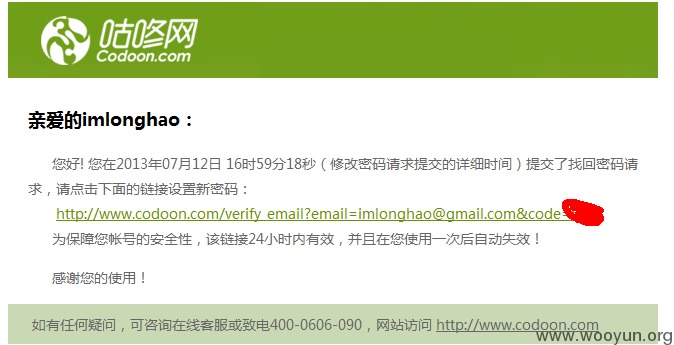 咕咚网
Codoon.com
亲爱的imlonghao：
您好! 您在2013年07月12日 16时59分18秒（修改密码请求提交的详细时间）提交了找回密码请
求，请点击下面的链接设置新密码：
http://www.codoon.com/verify_email?email=imlonghao@gmail.com&code=
为保障您帐号的安全性，该链接24小时内有效，并且在您使用一次后自动失效！
感谢您的使用！
如有任何疑问，可咨询在线客服或致电400-0606-090，网站访问 http://www.codoon.com
www.wooyun.org